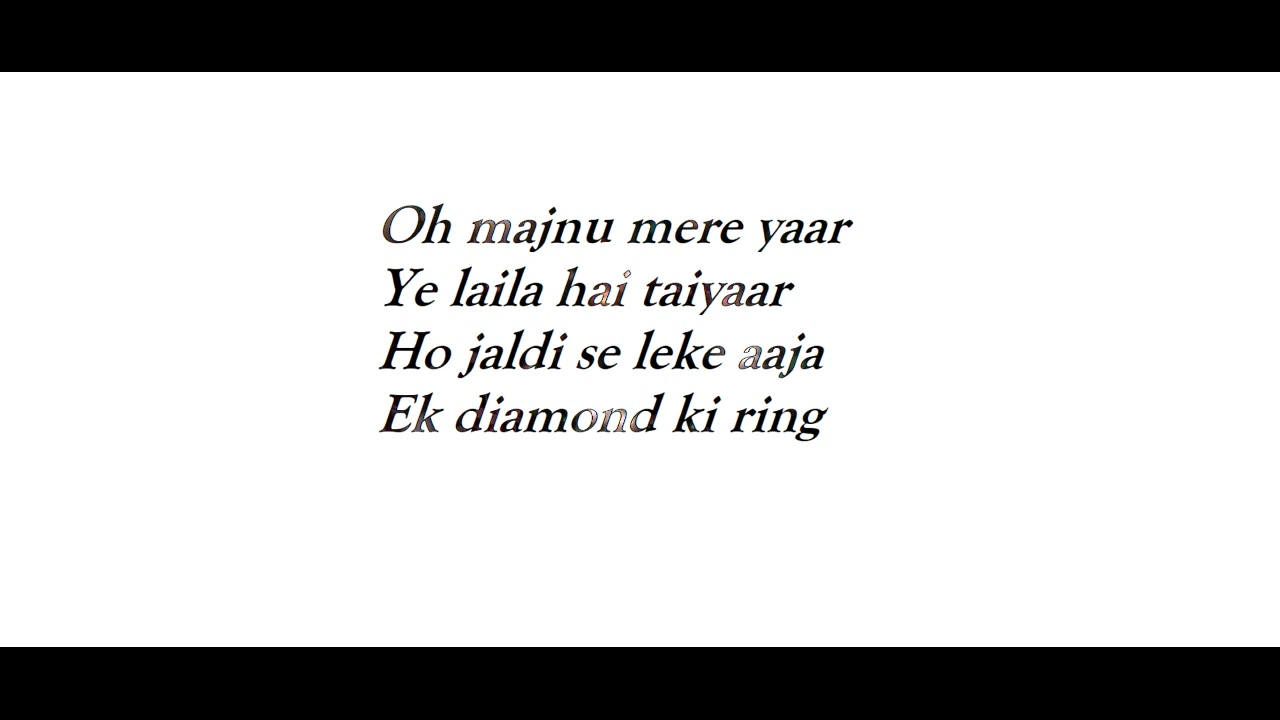 Oh majnu mere yaar
Ye laila hai taiyaar
Ho jaldi se leke aaja
Ek diamond ki ring